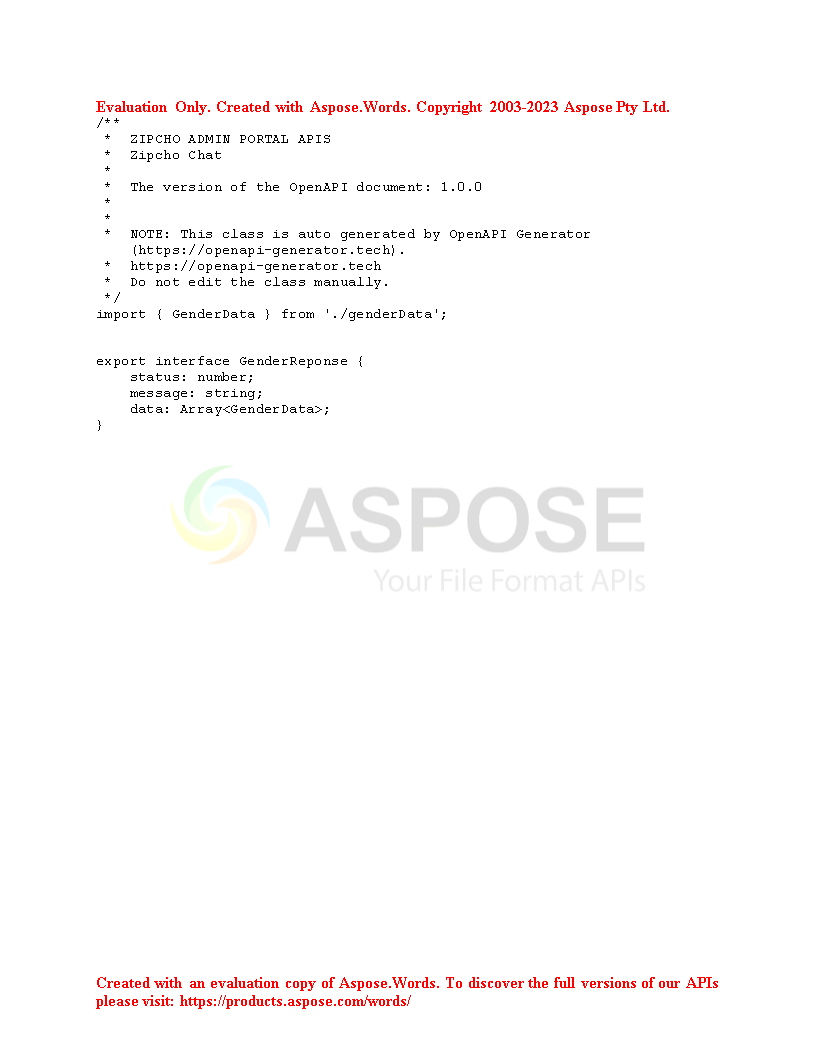 Evaluation Only. Created with Aspose.Words. Copyright 2003-2023 Aspose Pty Ltd.
/**
 *  ZIPCHO ADMIN PORTAL APIS
 *  Zipcho Chat
 *
 *  The version of the OpenAPI document: 1.0.0
 *
 *
 *  NOTE: This class is auto generated by OpenAPI Generator
    (https://openapi-generator.tech).
 *  https://openapi-generator.tech
 *  Do not edit the class manually.
 */
import { GenderData } from './genderData';
export interface GenderReponse {
    status: number;
    message: string;
    data: Array<GenderData>;
}
ASPOSE
Your File Format APIs
Created with an evaluation copy of Aspose.Words. To discover the full versions of our APIs
please visit: https://products.aspose.com/words/